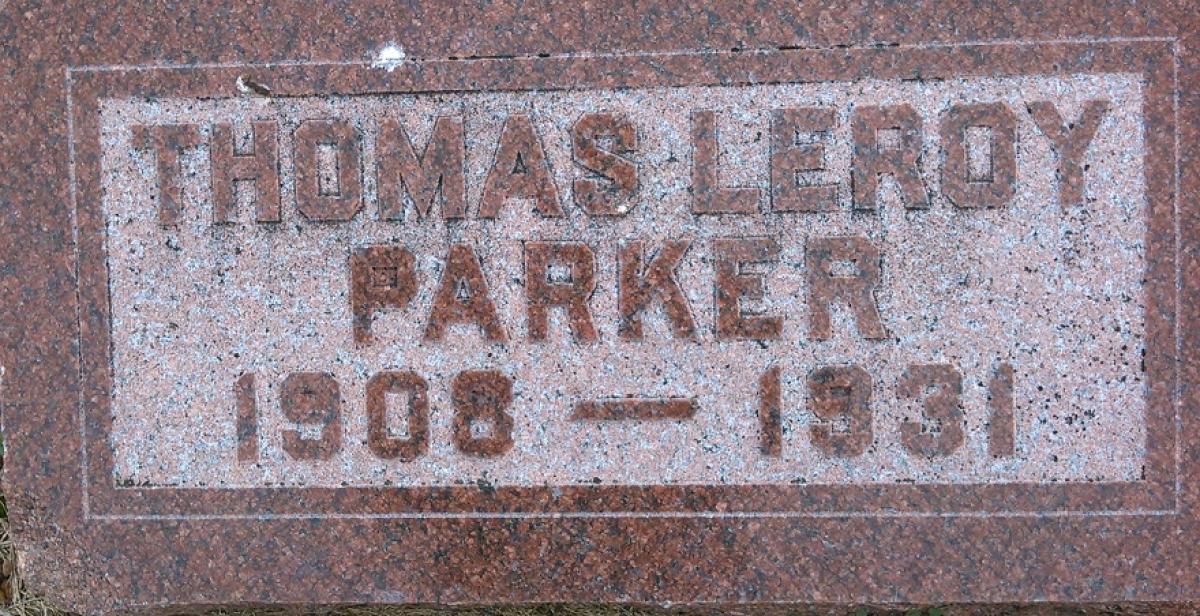 THOMAS LEROY
PARKER
1908 — 1931